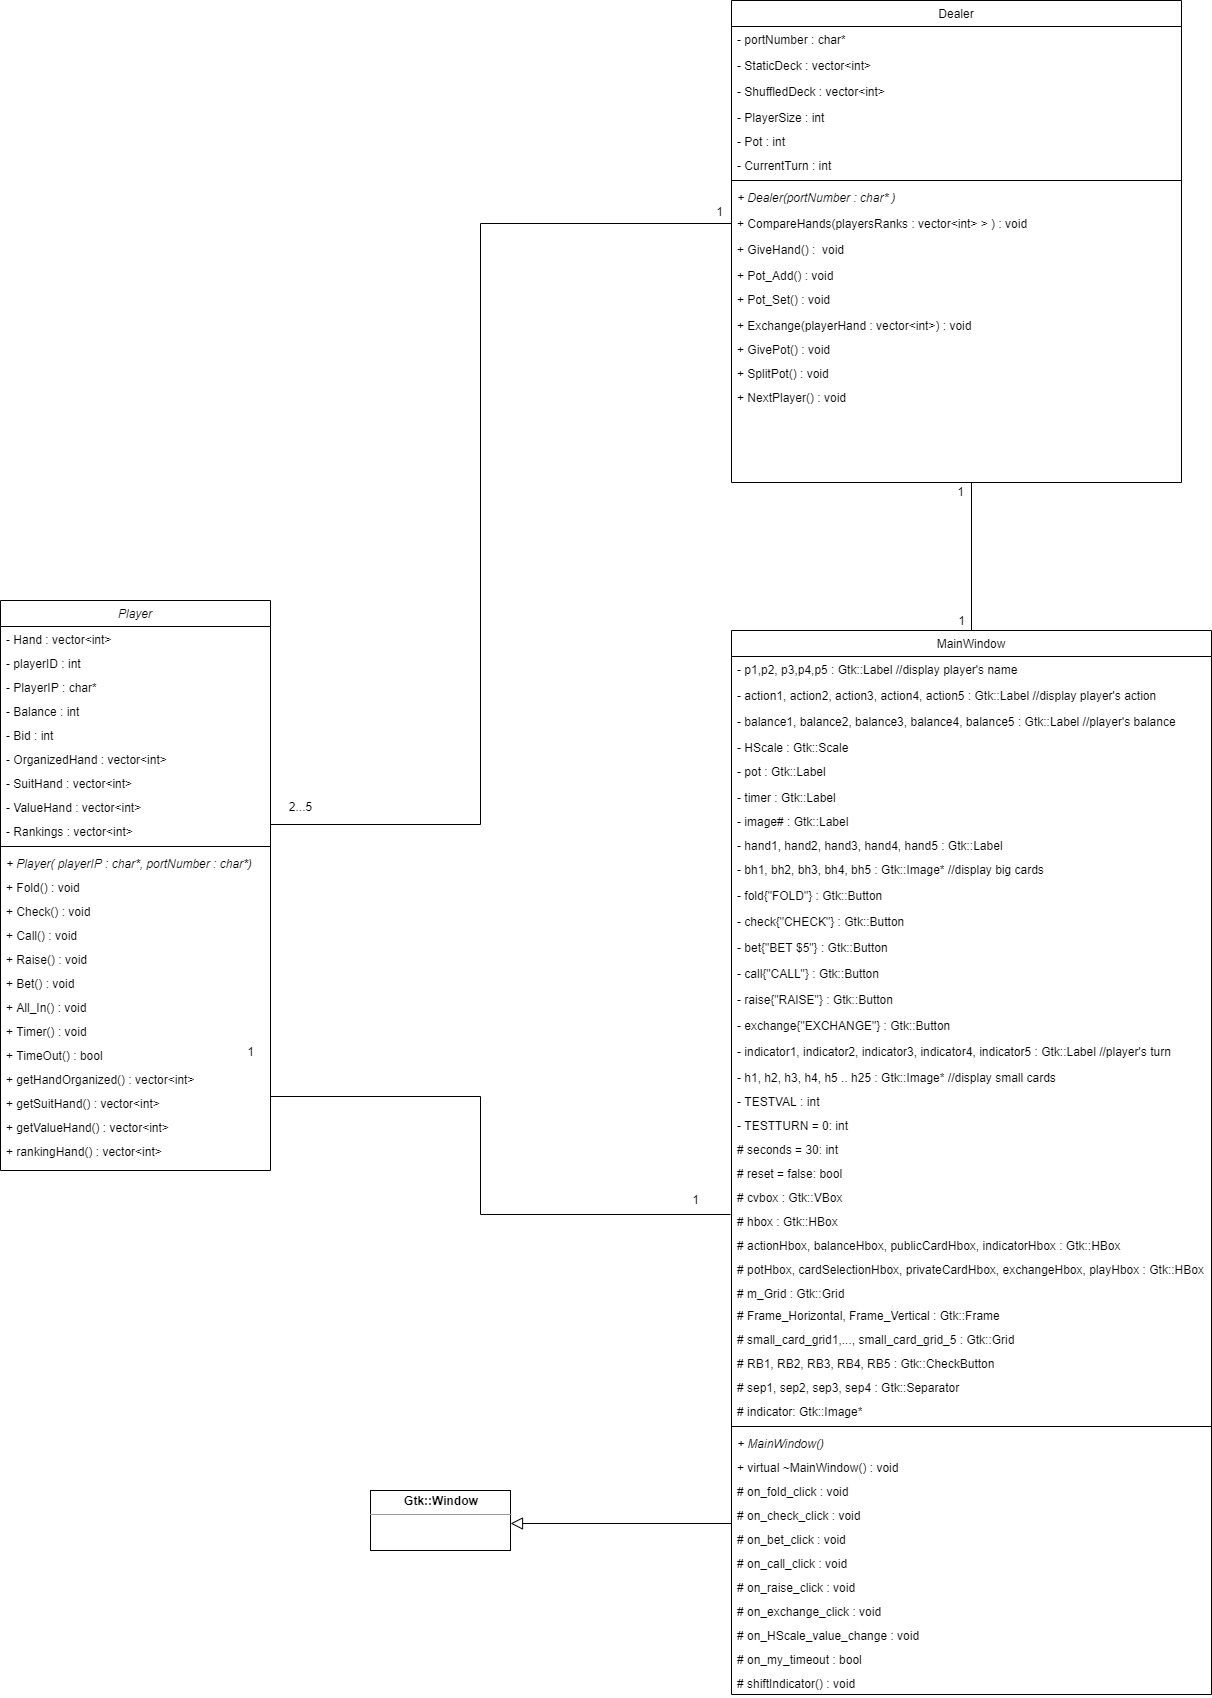 Dealer
- portNumber : char*
- StaticDeck : vector<int>
- ShuffledDeck : vector<int>
- PlayerSize : int
- Pot : int
- CurrentTurn : int
+ Dealer(portNumber : char* )
+ CompareHands(playersRanks : vector<int> > ) : void
+ GiveHand() :  void
+ Pot_Add() : void
+ Pot_Set() : void
+ Exchange(playerHand : vector<int>) : void
+ GivePot() : void
+ SplitPot() : void
+ NextPlayer() : void
1
1
1
Player
- Hand : vector<int>
- playerID : int
- PlayerIP : char*
- Balance : int
- Bid : int
- OrganizedHand : vector<int>
- SuitHand : vector<int>
- ValueHand : vector<int>
- Rankings : vector<int>
+ Player( playerIP : char*, portNumber : char*)
+ Fold() : void
+ Check() : void
+ Call() : void
+ Raise() : void
+ Bet() : void
+ All_In() : void
+ Timer() : void
+ TimeOut() : bool
+ getHandOrganized() : vector<int>
+ getSuitHand() : vector<int>
+ getValueHand() : vector<int>
+ rankingHand() : vector<int>
2...5
1
1
MainWindow
- p1,p2, p3,p4,p5 : Gtk::Label //display player's name
- action1, action2, action3, action4, action5 : Gtk::Label //display player's action
- balance1, balance2, balance3, balance4, balance5 : Gtk::Label //player's balance
- HScale : Gtk::Scale
- pot : Gtk::Label
- timer : Gtk::Label
- image# : Gtk::Label
- hand1, hand2, hand3, hand4, hand5 : Gtk::Label
- bh1, bh2, bh3, bh4, bh5 : Gtk::Image* //display big cards
- fold{"FOLD"} : Gtk::Button
- check{"CHECK"} : Gtk::Button
- bet{"BET $5"} : Gtk::Button
- call{"CALL"} : Gtk::Button
- raise{"RAISE"} : Gtk::Button
- exchange{"EXCHANGE"} : Gtk::Button
- indicator1, indicator2, indicator3, indicator4, indicator5 : Gtk::Label //player's turn
- h1, h2, h3, h4, h5 .. h25 : Gtk::Image* //display small cards
- TESTVAL : int
- TESTTURN = 0: int
# seconds = 30: int
# reset = false: bool
# cvbox : Gtk::VBox
# hbox : Gtk::HBox
# actionHbox, balanceHbox, publicCardHbox, indicatorHbox : Gtk::HBox
# potHbox, cardSelectionHbox, privateCardHbox, exchangeHbox, playHbox : Gtk::HBox
# m_Grid : Gtk::Grid
# Frame_Horizontal, Frame_Vertical : Gtk::Frame
# small_card_grid1,..., small_card_grid_5 : Gtk::Grid
# RB1, RB2, RB3, RB4, RB5 : Gtk::CheckButton
# sep1, sep2, sep3, sep4 : Gtk::Separator
# indicator: Gtk::Image*
+ MainWindow()
+ virtual ~MainWindow() : void
# on_fold_click : void
# on_check_click : void
# on_bet_click : void
# on_call_click : void
# on_raise_click : void
# on_exchange_click : void
# on_HScale_value_change : void
# on_my_timeout : bool
# shiftIndicator() : void
Gtk::Window